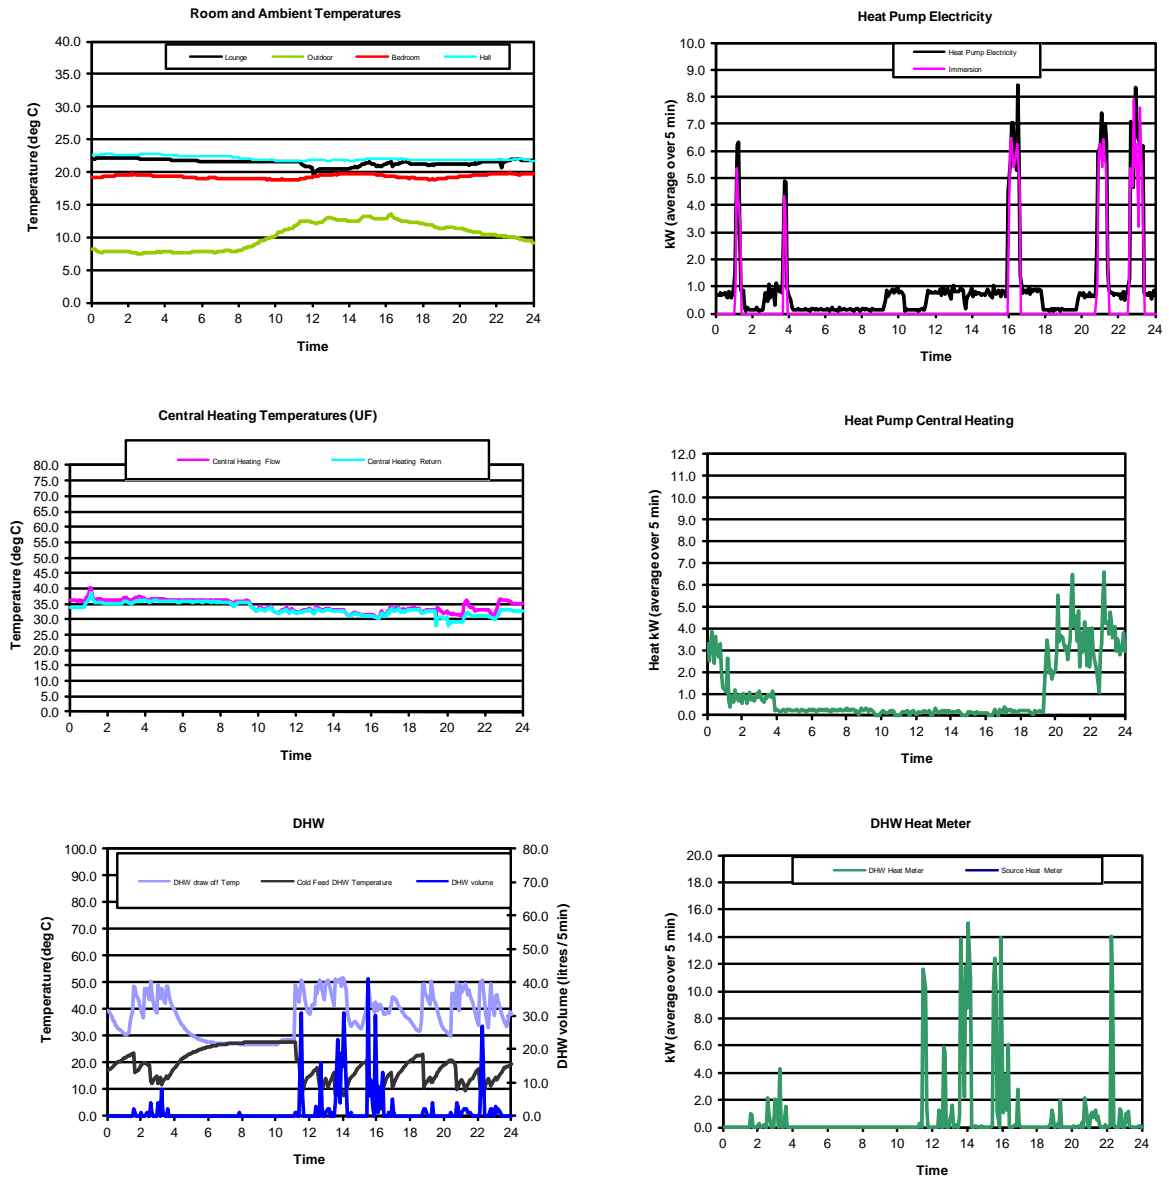 Room and Ambient Temperatures
Lounge Outdoor Bedroom Hall
Temperature (deg C)
40.0
35.0
30.0
25.0
20.0
15.0
10.0
5.0
0.0
0 2 4 6 8 10 12 14 16 18 20 22 24
Time
Heat Pump Electricity
Heat Pump Electricity
Immersion
kW (average over 5 min)
10.0
9.0
8.0
7.0
6.0
5.0
4.0
3.0
2.0
1.0
0.0
0 2 4 6 8 10 12 14 16 18 20 22 24
Time
Central Heating Temperatures (UF)
Central Heating Flow Central Heating Return
Temperature (deg C)
80.0
75.0
70.0
65.0
60.0
55.0
50.0
45.0
40.0
35.0
30.0
25.0
20.0
15.0
10.0
5.0
0.0
0 2 4 6 8 10 12 14 16 18 20 22 24
Time
Heat Pump Central Heating
Heat kW (average over 5 min)
12.0
11.0
10.0
9.0
8.0
7.0
6.0
5.0
4.0
3.0
2.0
1.0
0.0
0 2 4 6 8 10 12 14 16 18 20 22 24
Time
DHW
DHW draw off Temp Cold Feed DHW Temperature DHW volume
Temperature(deg C)
100.0
90.0
80.0
70.0
60.0
50.0
40.0
30.0
20.0
10.0
0.0
80.0
70.0
60.0
50.0
40.0
30.0
20.0
10.0
0.0
DHW volume (litres / 5min)
0 2 4 6 8 10 12 14 16 18 20 22 24
Time
DHW Heat Meter
DHW Heat Meter Source Heat Meter
kW (average over 5 min)
20.0
18.0
16.0
14.0
12.0
10.0
8.0
6.0
4.0
2.0
0.0
0 2 4 6 8 10 12 14 16 18 20 22 24
Time